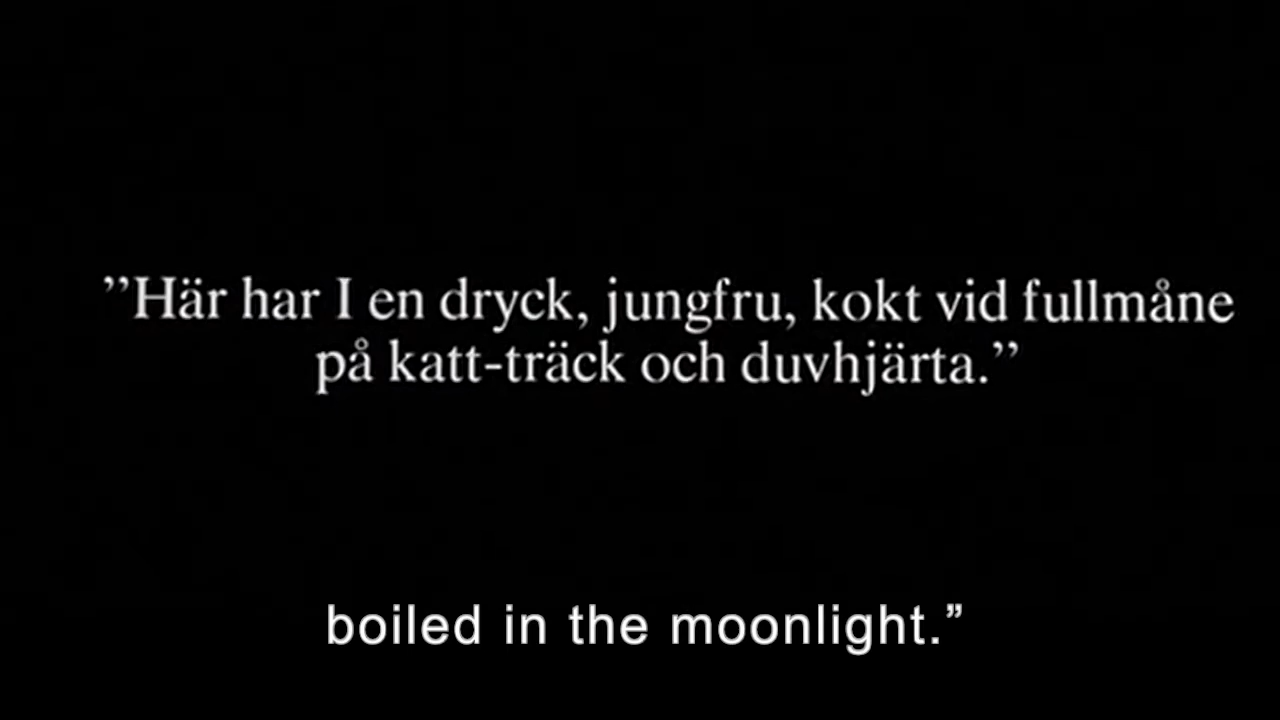 ”Här har I en dryck, jungfru, kokt vid fullmåne
på katt-träck och duvhjärta.”
boiled in the moonlight.”